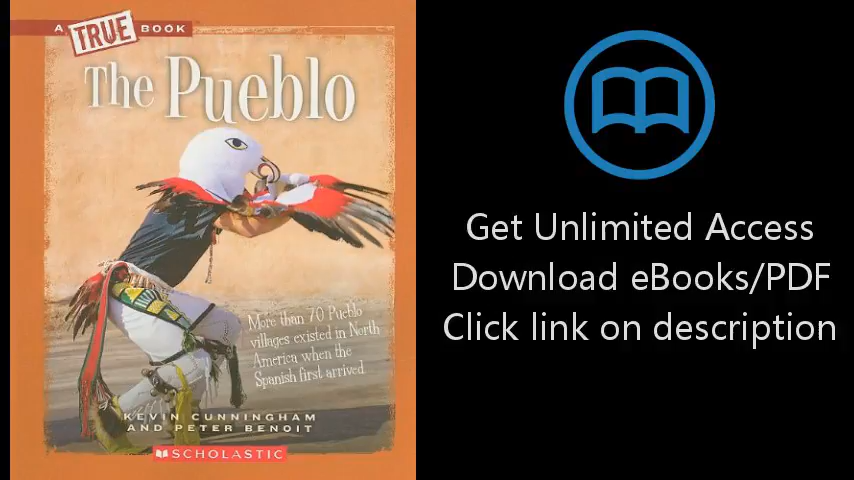 A TRUE BOOK
The Pueblo
More than 70 Pueblo
villages existed in North
America when the
Spanish first arrived.
KEVIN CUNNINGHAM
AND PETER BENOIT
SCHOLASTIC
Get Unlimited Access
Download eBooks/PDF
Click link on description